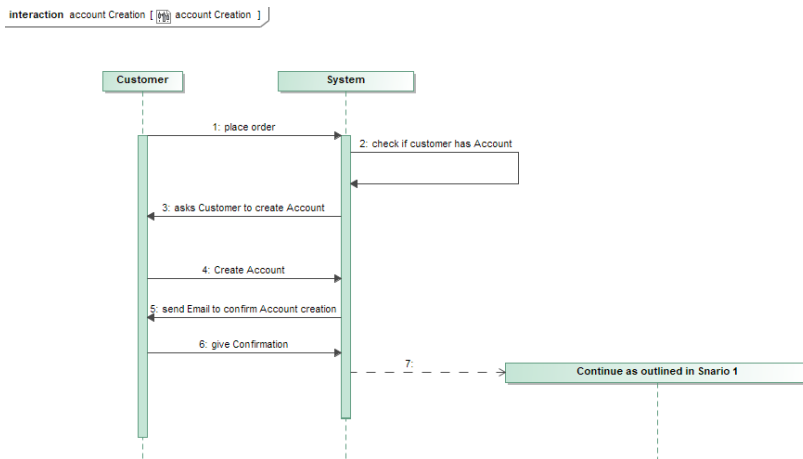 interaction account Creation [ account Creation ]
Customer
System
1: place order
2: check if customer has Account
3: asks Customer to create Account
4: Create Account
5: send Email to confirm Account creation
6: give Confirmation
7:
Continue as outlined in Snario 1